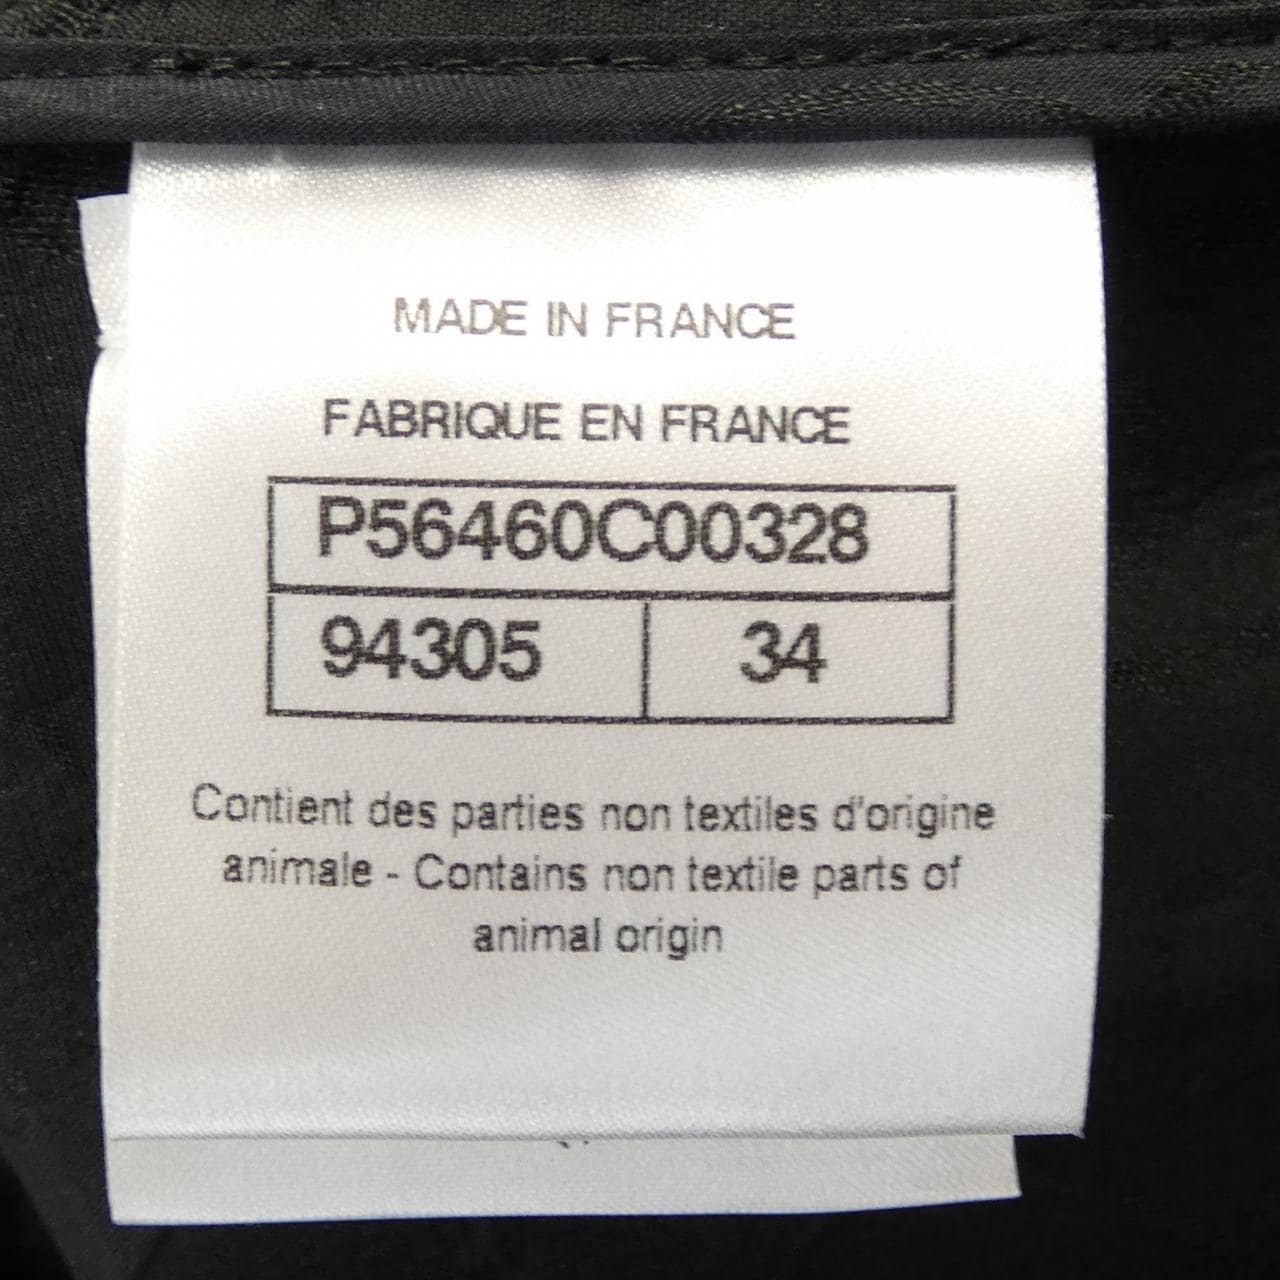 MADE IN FRANCE
FABRIQUE EN FRANCE
P56460C00328
94305 34
Contient des parties non textiles d'origine
animale - Contains non textile parts of
animal origin